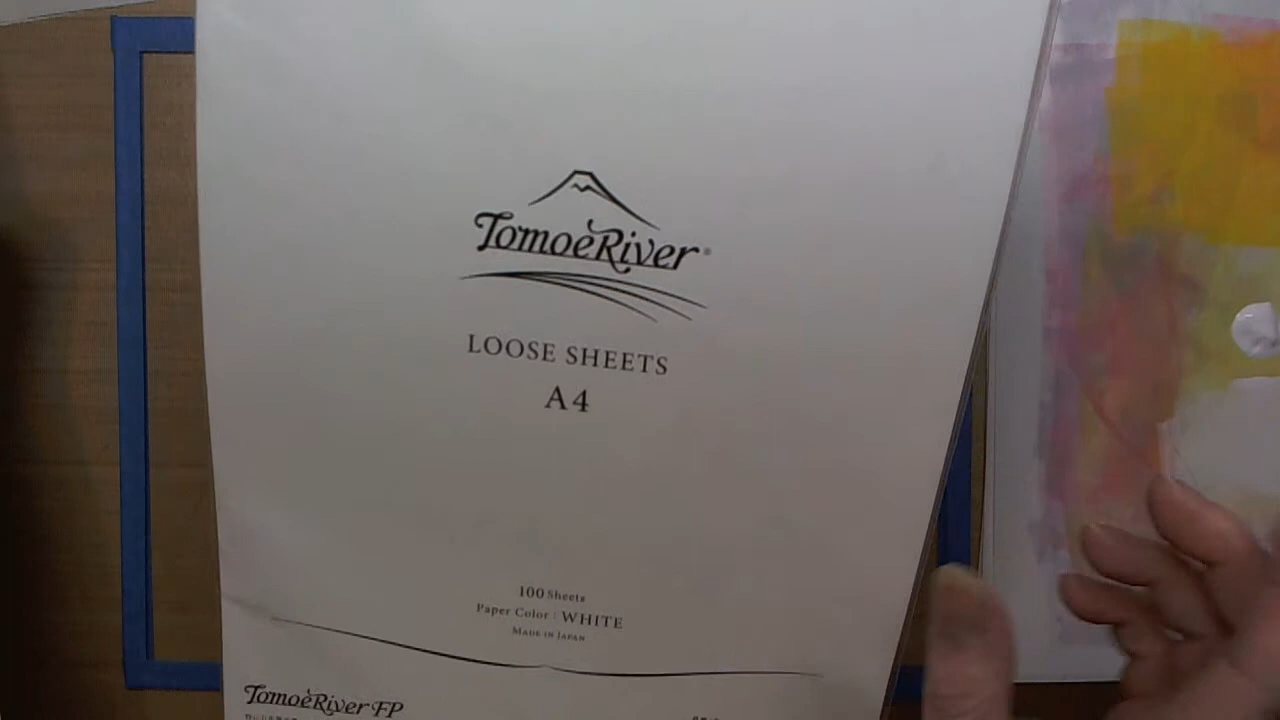 TomoeRiver®
LOOSE SHEETS
A4
100 Sheets
Paper Color : WHITE
MADE IN JAPAN
TomoeRiver FP